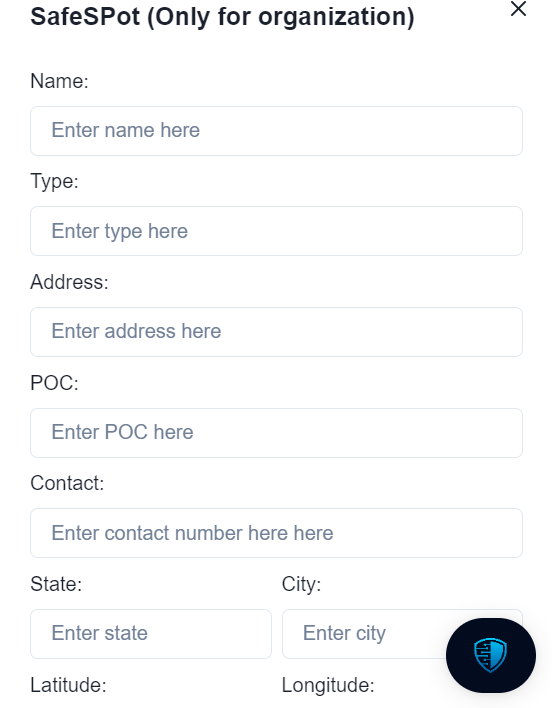 SafeSPot (Only for organization)
Name:
Enter name here
Type:
Enter type here
Address:
Enter address here
POC:
Enter POC here
Contact:
Enter contact number here here
State: City:
Enter state Enter city
Latitude: Longitude: